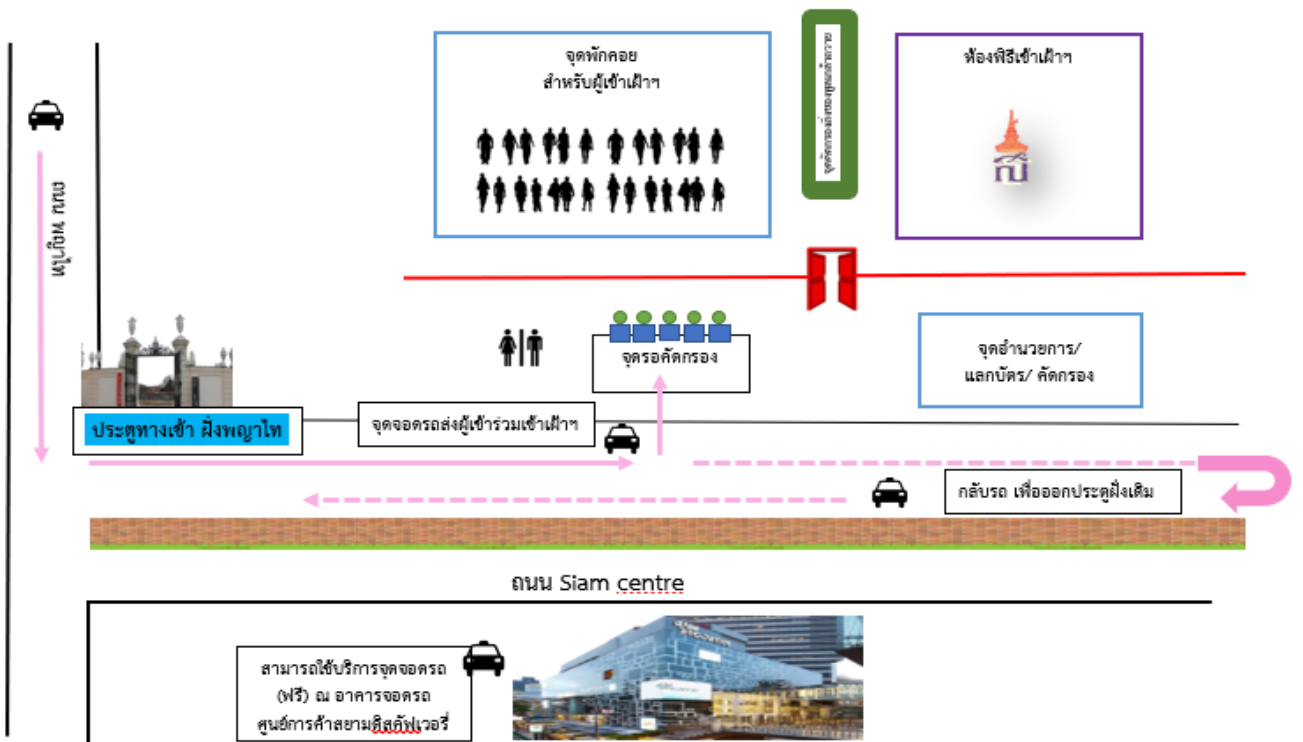 จุดพักคอย
สำหรับผู้เข้าเฝ้าฯ
ห้องพิธีเข้าเฝ้าฯ
ถนน พญาไท
จุดรอคัดกรอง
จุดอำนวยการ/
แลกบัตร/ คัดกรอง
ประตูทางเข้า ฝั่งพญาไท
จุดจอดรถส่งผู้เข้าร่วมเข้าเฝ้าฯ
กลับรถ เพื่อออกประตูฝั่งเดิม
ถนน Siam centre
สามารถใช้บริการจุดจอดรถ
(ฟรี) ณ อาคารจอดรถ
ศูนย์การค้าสยามดิสคัฟเวอรี่